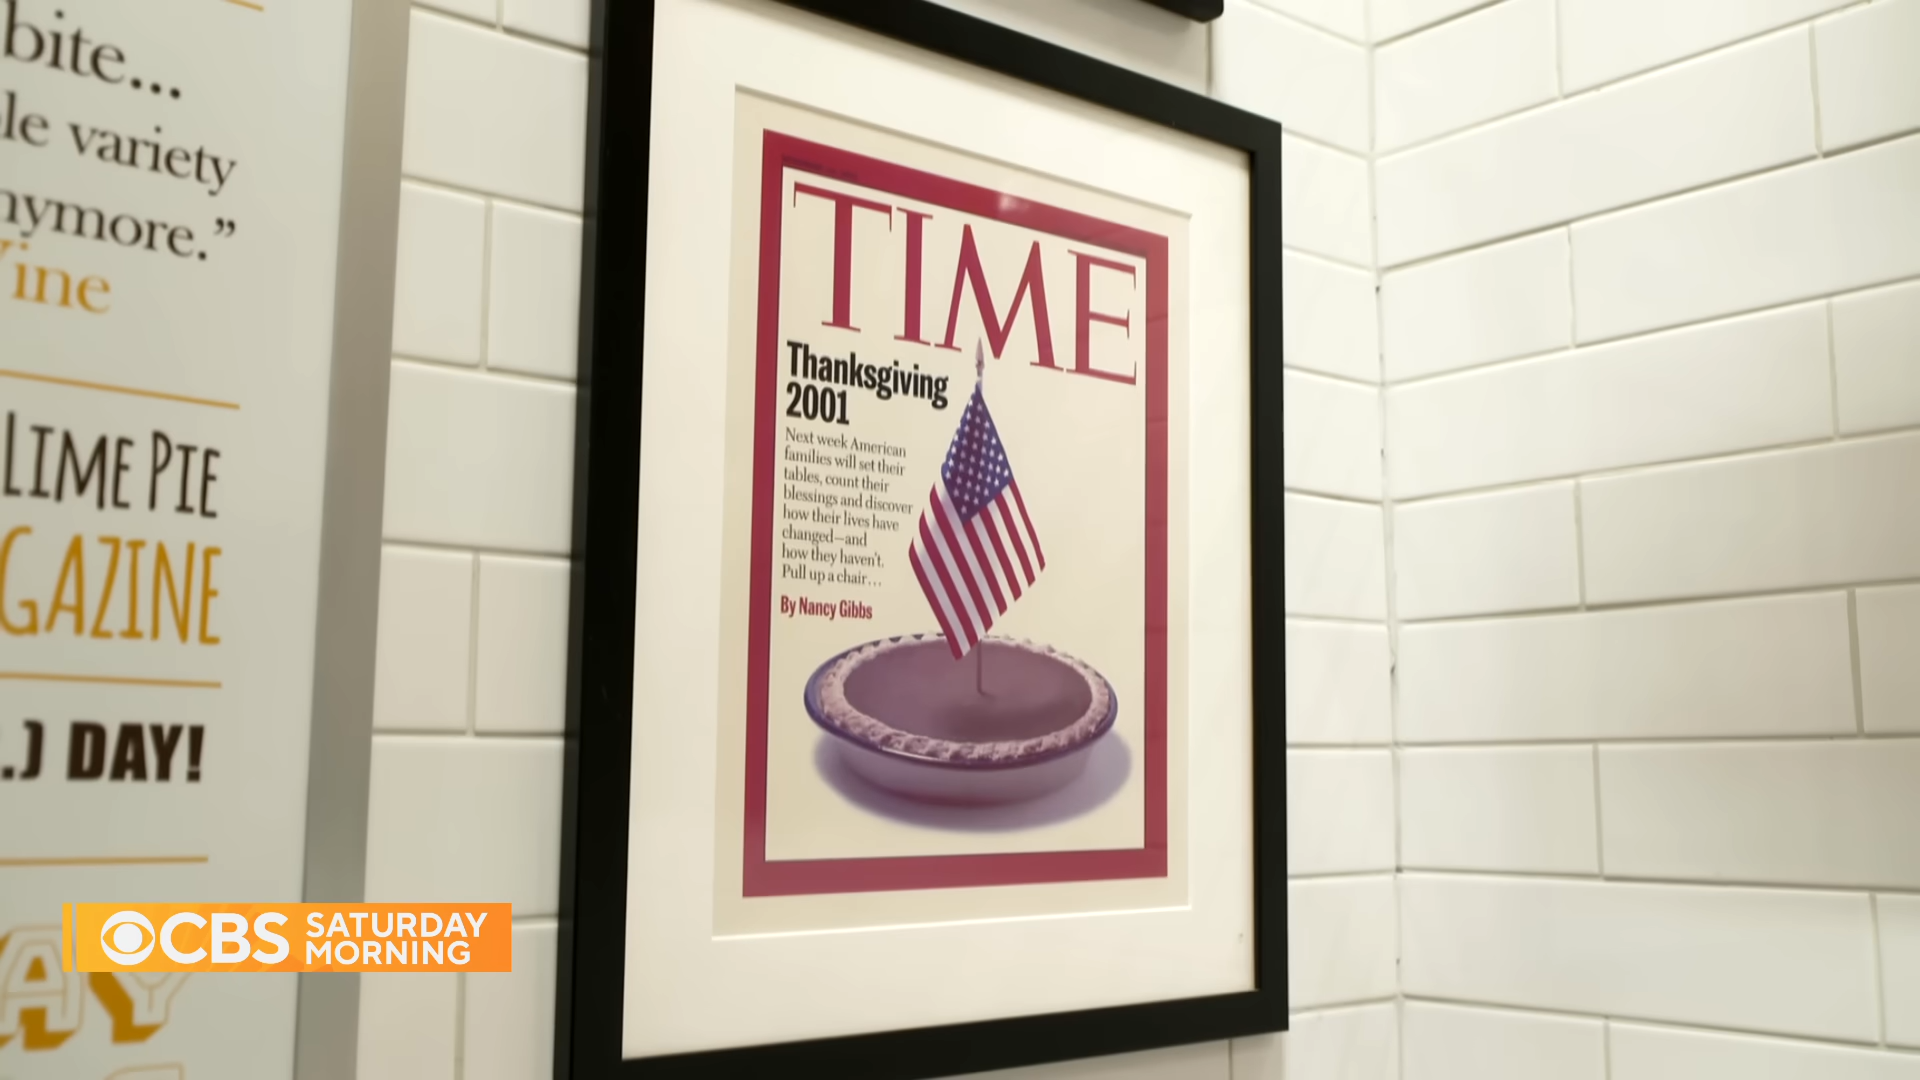 bite...
le variety
nymore.”
Vine
LIME PIE
GAZINE
.) DAY!
AY
TIME
Thanksgiving
2001
Next week American
families will set their
tables, count their
blessings and discover
how their lives have
changed—and
how they haven't.
Pull up a chair...
By Nancy Gibbs
CBS SATURDAY
MORNING